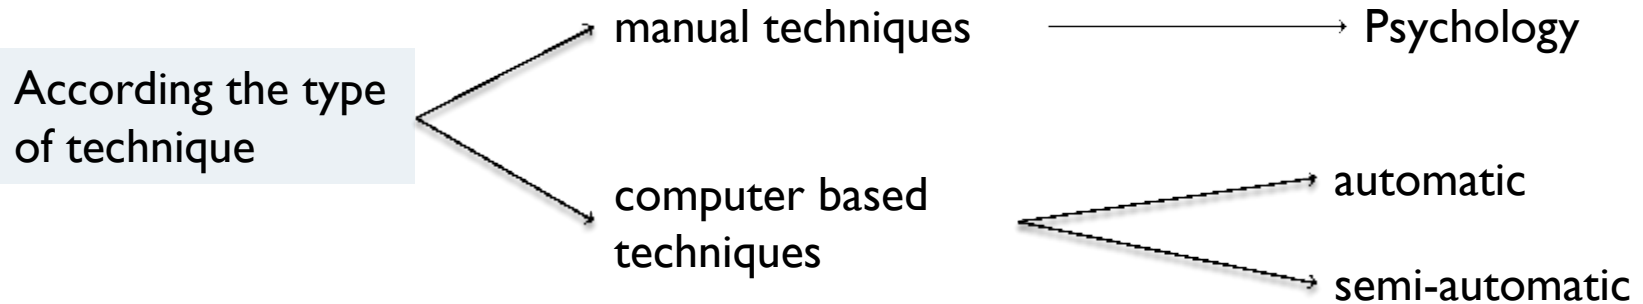 According the type
of technique
manual techniques
Psychology
computer based
techniques
automatic
semi-automatic